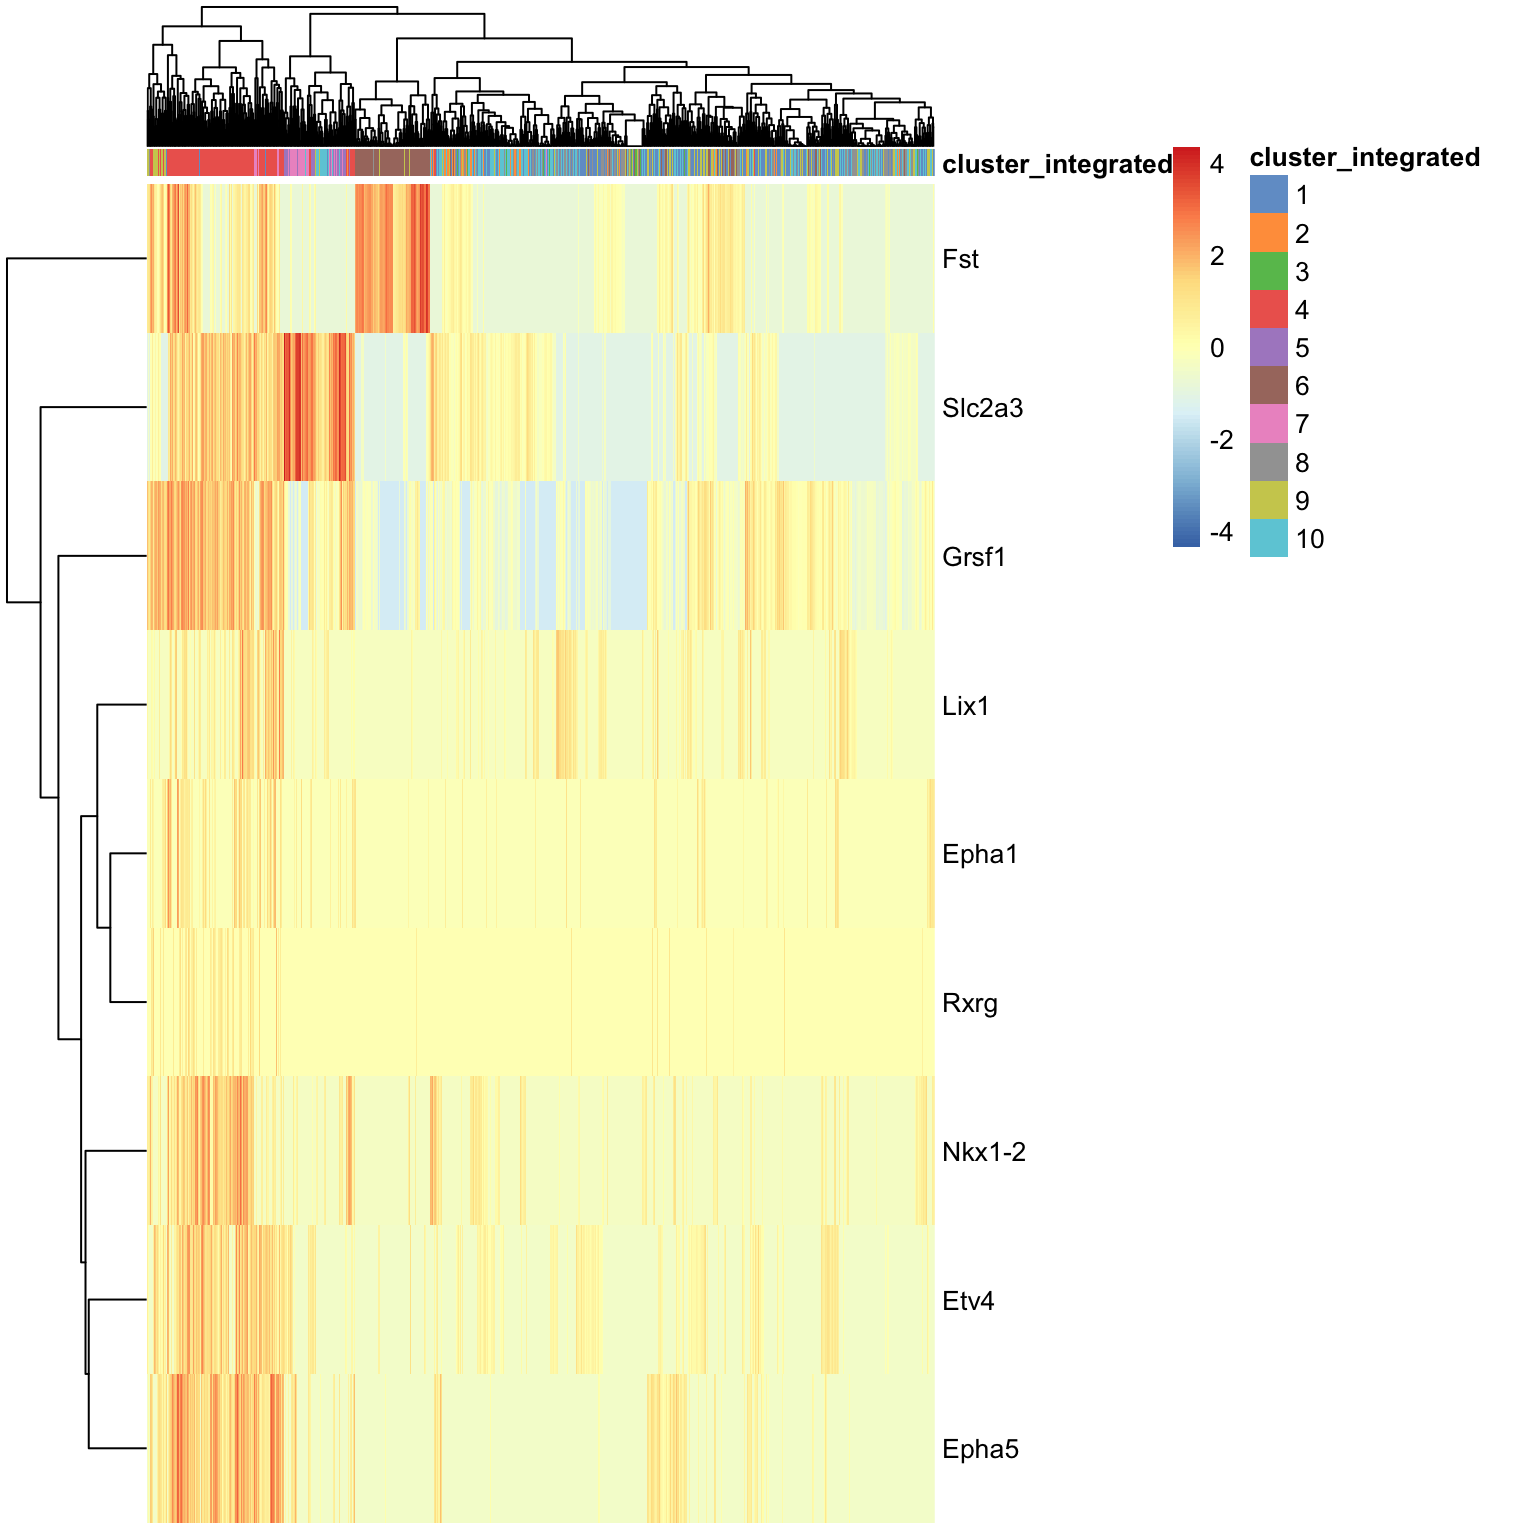 cluster_integrated
4
2
0
-2
-4
cluster_integrated
1
2
3
4
5
6
7
8
9
10
Fst
Slc2a3
Grsf1
Lix1
Epha1
Rxrg
Nkx1-2
Etv4
Epha5